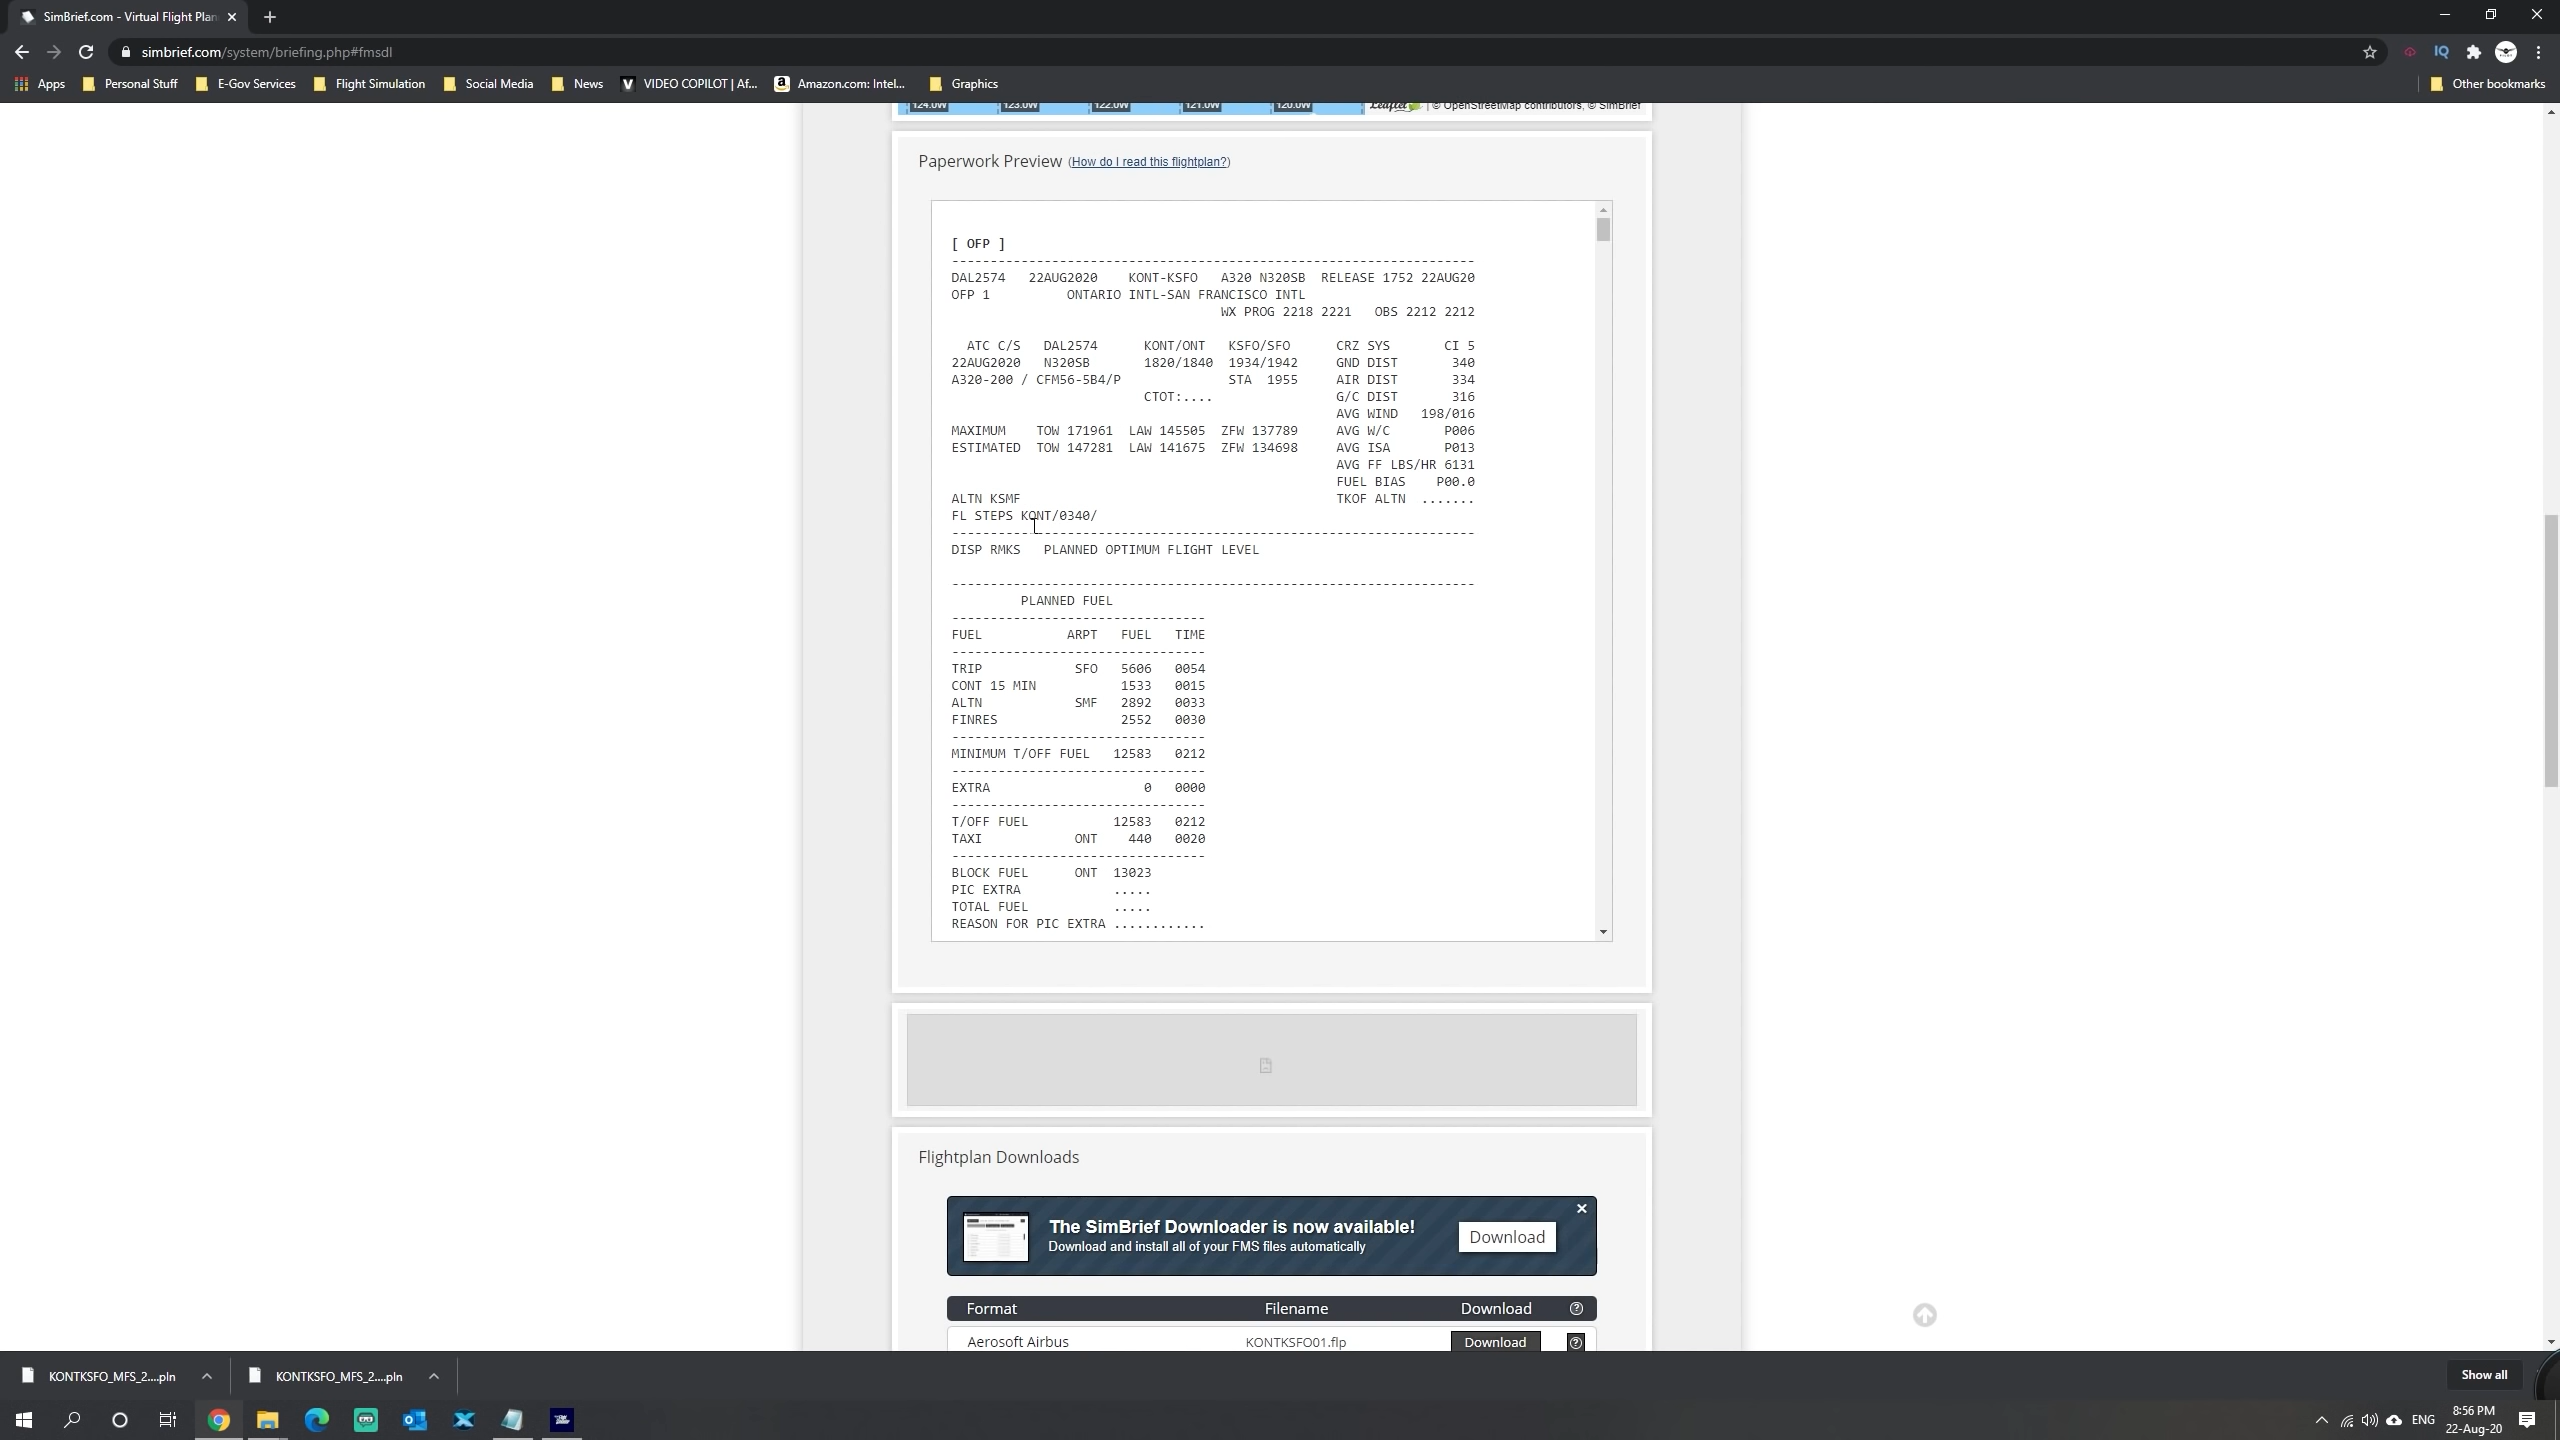 SimBrief.com - Virtual Flight Plan
simbrief.com/system/briefing.php#fmsdl
Apps Personal Stuff E-Gov Services Flight Simulation Social Media News VIDEO COPILOT | Af... Amazon.com: Intel... Graphics Other bookmarks
124.0W 123.0W 122.0W 121.0W 120.0W Leaflet | © OpenStreetMap contributors, © SimBrief
Paperwork Preview (How do I read this flightplan?)
[ OFP ]
--------------------------------------------------------------------
DAL2574 22AUG2020 KONT-KSFO A320 N320SB RELEASE 1752 22AUG20
OFP 1 ONTARIO INTL-SAN FRANCISCO INTL
WX PROG 2218 2221 OBS 2212 2212
ATC C/S DAL2574 KONT/ONT KSFO/SFO CRZ SYS CI 5
22AUG2020 N320SB 1820/1840 1934/1942 GND DIST 340
A320-200 / CFM56-5B4/P STA 1955 AIR DIST 334
CTOT:.... G/C DIST 316
AVG WIND 198/016
MAXIMUM TOW 171961 LAW 145505 ZFW 137789 AVG W/C P006
ESTIMATED TOW 147281 LAW 141675 ZFW 134698 AVG ISA P013
AVG FF LBS/HR 6131
FUEL BIAS P00.0
ALTN KSMF TKOF ALTN .......
FL STEPS KONT/0340/
--------------------------------------------------------------------
DISP RMKS PLANNED OPTIMUM FLIGHT LEVEL
--------------------------------------------------------------------
PLANNED FUEL
---------------------------------
FUEL ARPT FUEL TIME
---------------------------------
TRIP SFO 5606 0054
CONT 15 MIN 1533 0015
ALTN SMF 2892 0033
FINRES 2552 0030
---------------------------------
MINIMUM T/OFF FUEL 12583 0212
---------------------------------
EXTRA 0 0000
---------------------------------
T/OFF FUEL 12583 0212
TAXI ONT 440 0020
---------------------------------
BLOCK FUEL ONT 13023
PIC EXTRA .....
TOTAL FUEL .....
REASON FOR PIC EXTRA ............
Flightplan Downloads
The SimBrief Downloader is now available!
Download and install all of your FMS files automatically
Download
Format Filename Download
Aerosoft Airbus KONTKSFO01.flp Download
KONTKSFO_MFS_2....pln KONTKSFO_MFS_2....pln Show all
ENG 8:56 PM
22-Aug-20